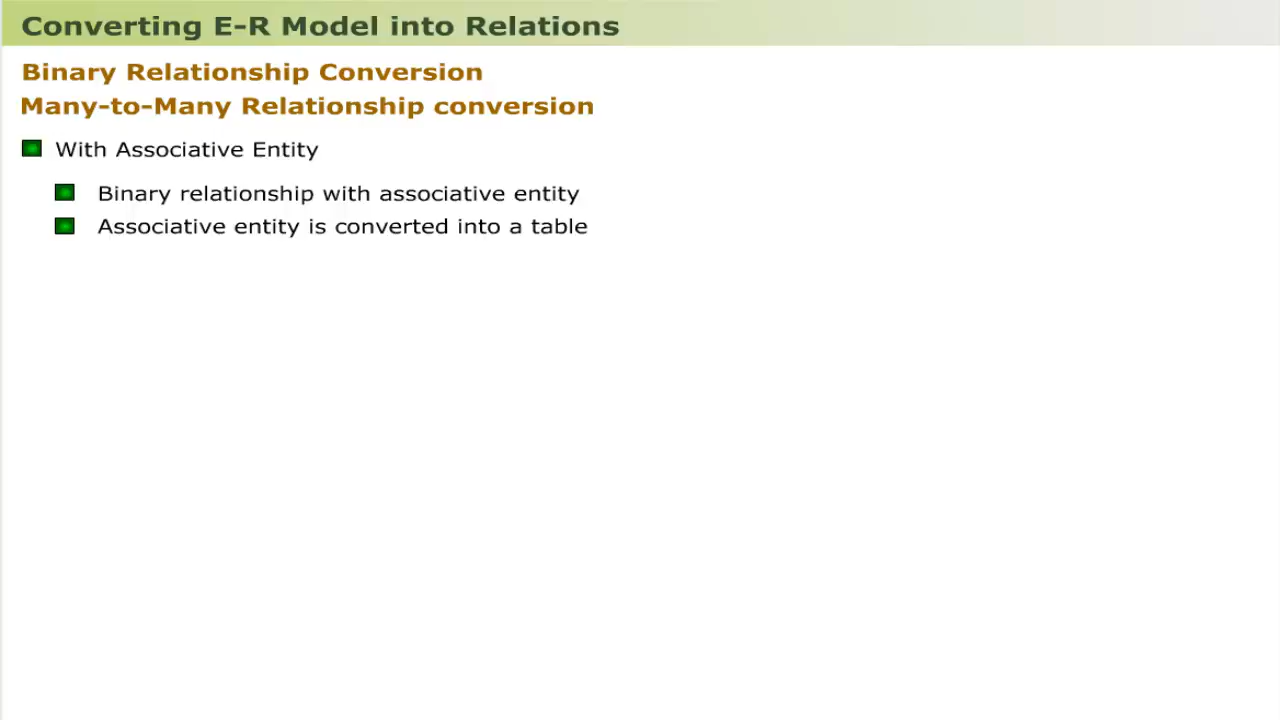 Converting E-R Model into Relations
Binary Relationship Conversion
Many-to-Many Relationship conversion
With Associative Entity
Binary relationship with associative entity
Associative entity is converted into a table